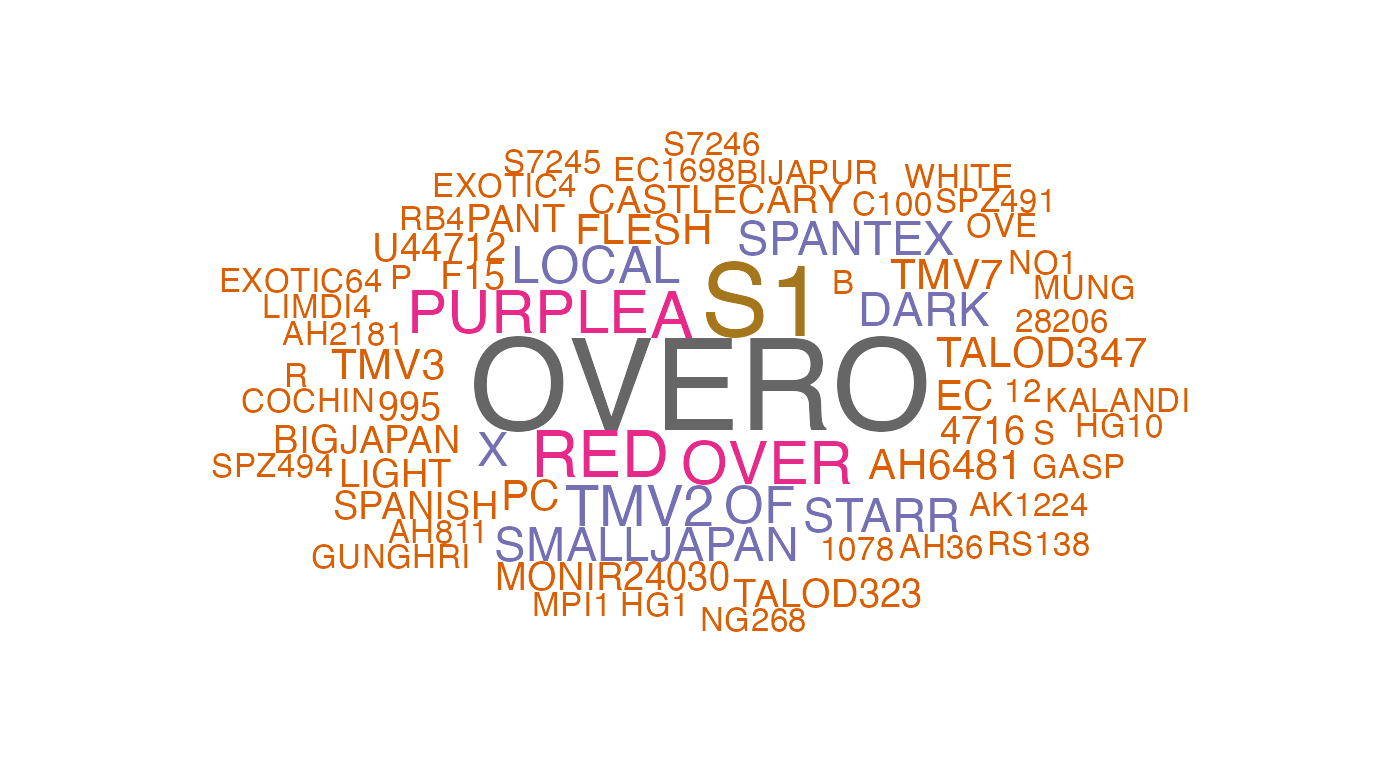 S7246
S7245 EC1698 BIJAPUR WHITE
EXOTIC4 CASTLECARY C100 SPZ491
RB4 PANT FLESH SPANTEX OVE
U44712 LOCAL NO1
EXOTIC64 P F15 S1 B TMV7 MUNG
LIMDI4 PURPLE A DARK 28206
AH2181
TMV3 OVERO TALOD347
R EC 12 KALANDI
COCHIN 995 4716 S HG10
BIGJAPAN X RED OVER AH6481 GASP
SPZ494 LIGHT
SPANISH PC TMV2 OF STARR AK1224
AH811
GUNGHRI SMALLJAPAN 1078 AH36 RS138
MONIR24030 TALOD323
MPI1 HG1 NG268